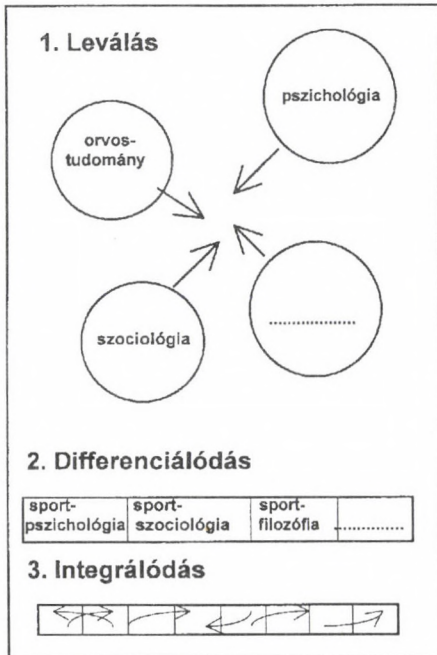 1. Leválás
pszichológia
orvos-
tudomány
szociológia
..................
2. Differenciálódás
sport-
pszichológia
sport-
szociológia
sport-
filozófia
..............
3. Integrálódás